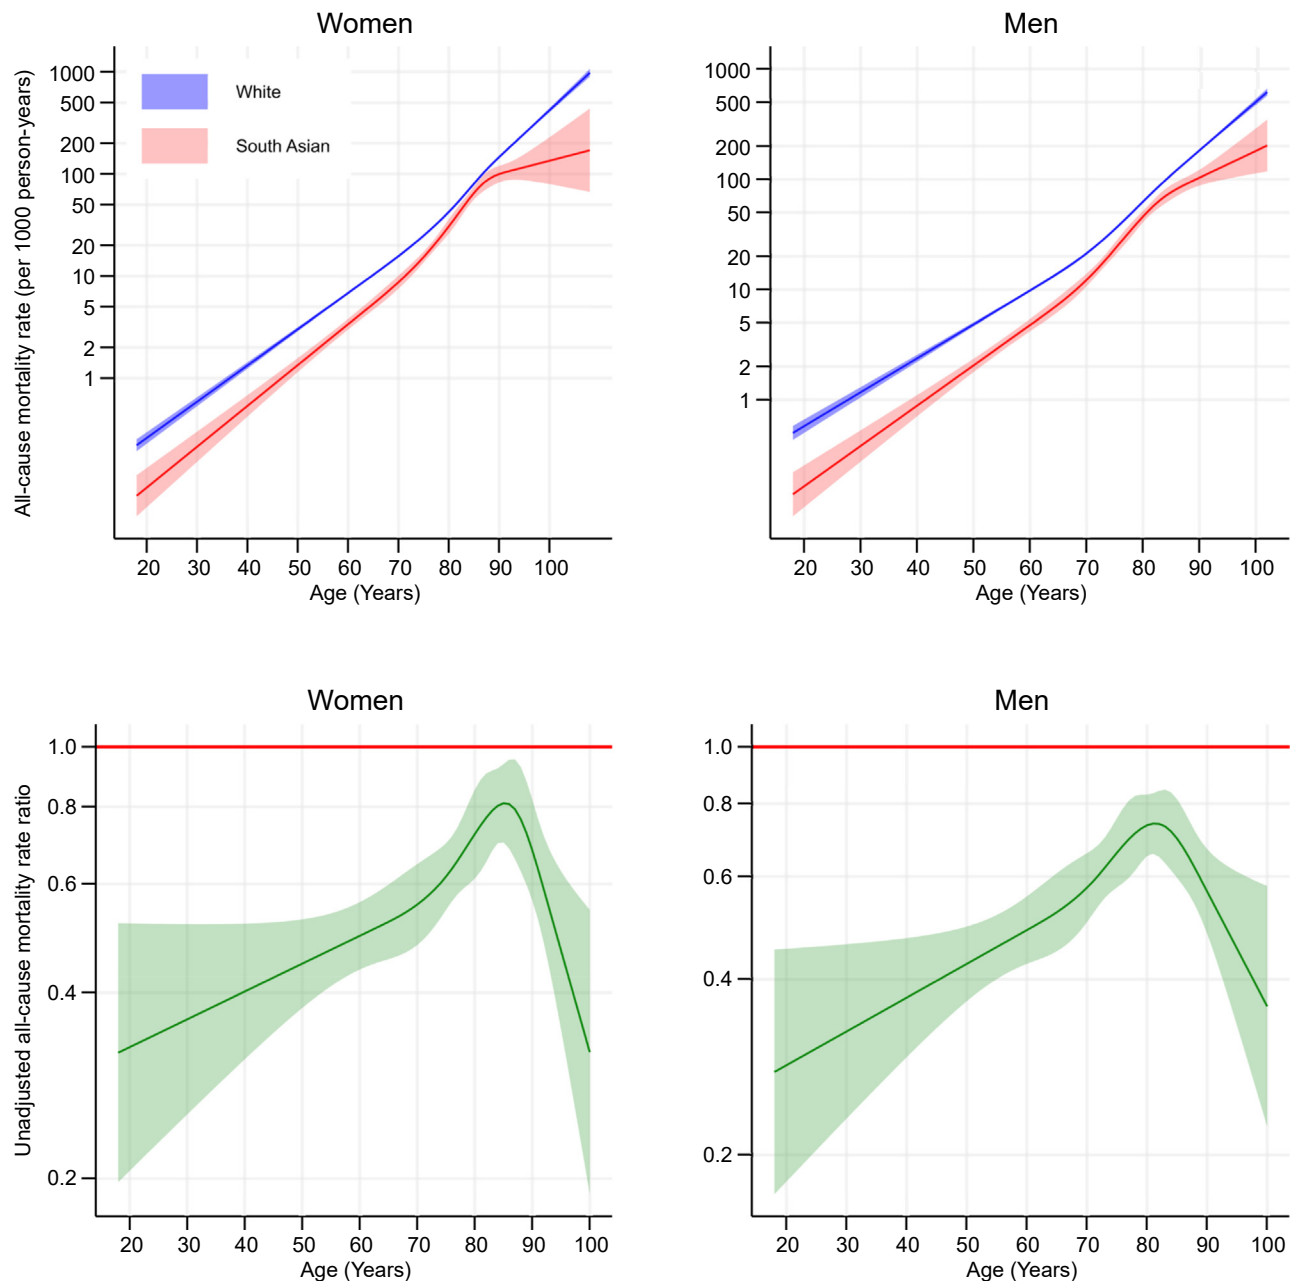 Women
Men
All-cause mortality rate (per 1000 person-years)
1000
500
200
100
50
20
10
5
2
1
White
South Asian
20 30 40 50 60 70 80 90 100
Age (Years)
1000
500
200
100
50
20
10
5
2
1
20 30 40 50 60 70 80 90 100
Age (Years)
Women
Men
Unadjusted all-cause mortality rate ratio
1.0
0.8
0.6
0.4
0.2
20 30 40 50 60 70 80 90 100
Age (Years)
1.0
0.8
0.6
0.4
0.2
20 30 40 50 60 70 80 90 100
Age (Years)